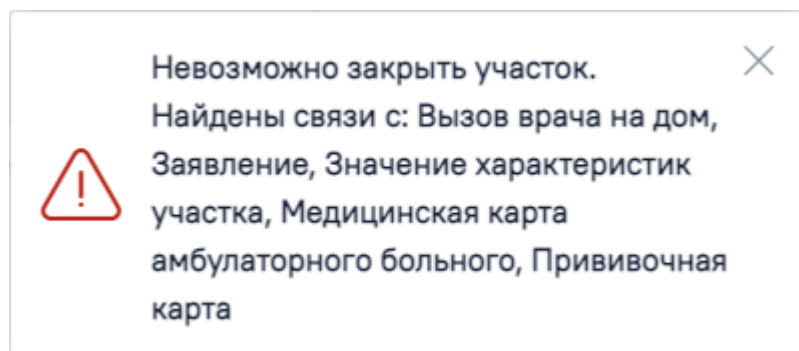 Невозможно закрыть участок.
Найдены связи с: Вызов врача на дом,
Заявление, Значение характеристик
участка, Медицинская карта
амбулаторного больного, Прививочная
карта